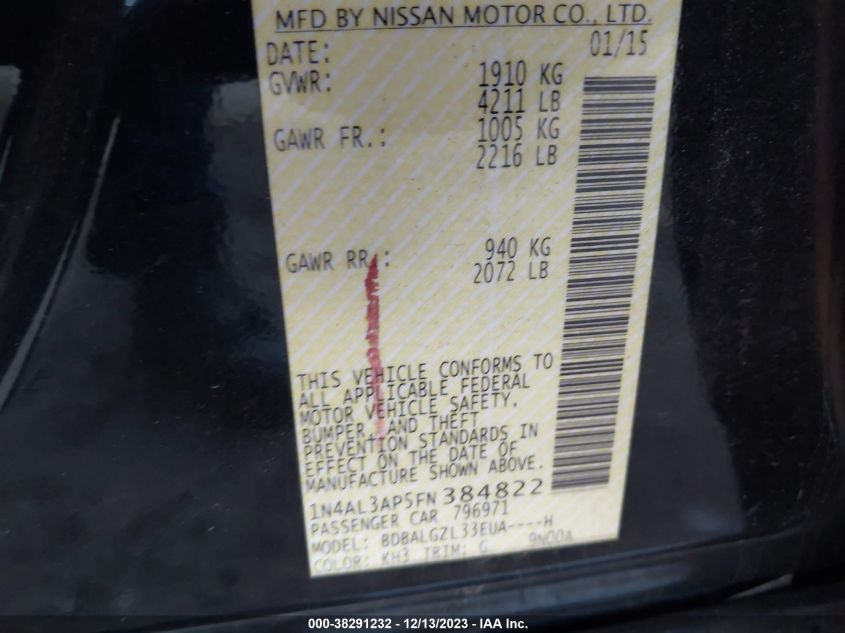 MFD BY NISSAN MOTOR CO., LTD.
DATE: 01/15
GVWR: 1910 KG
4211 LB
GAWR FR.: 1005 KG
2216 LB
GAWR RR.: 940 KG
2072 LB
THIS VEHICLE CONFORMS TO
ALL APPLICABLE FEDERAL
MOTOR VEHICLE SAFETY,
BUMPER, AND THEFT
PREVENTION STANDARDS IN
EFFECT ON THE DATE OF
MANUFACTURE SHOWN ABOVE.
1N4AL3AP5FN384822
PASSENGER CAR 796971
MODEL: BDBALGZL33EUA----H
COLOR: KH3 TRIM: G 9N00A
000-38291232 - 12/13/2023 - IAA Inc.